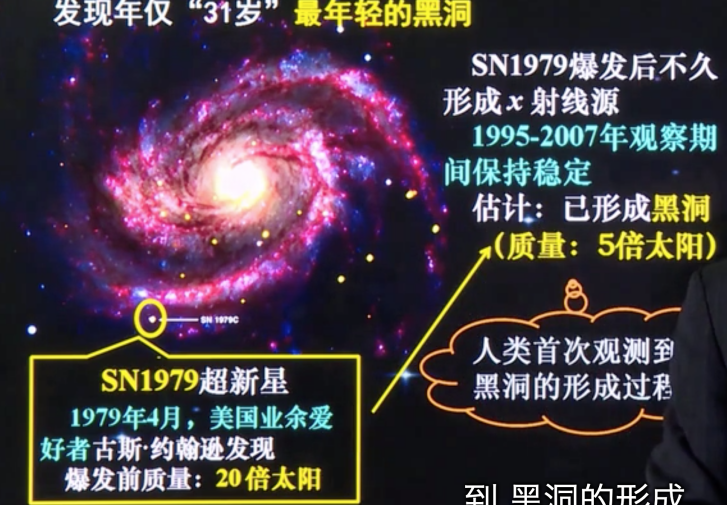 发现年仅“31岁”最年轻的黑洞
SN1979爆发后不久
形成x射线源
1995-2007年观察期
间保持稳定
估计：已形成黑洞
（质量：5倍太阳）
SN 1979C
人类首次观测到
黑洞的形成过程
SN1979超新星
1979年4月，美国业余爱
好者古斯·约翰逊发现
爆发前质量：20倍太阳
到 黑洞的形成